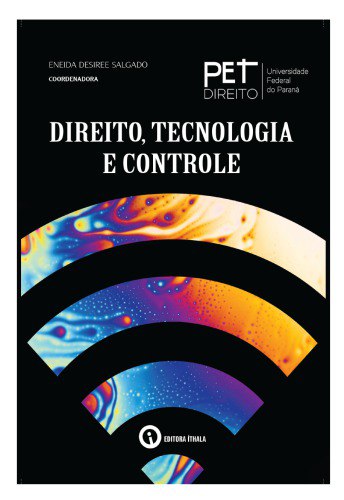 ENEIDA DESIREE SALGADO
COORDENADORA
PET
DIREITO
Universidade
Federal
do Paraná
DIREITO, TECNOLOGIA
E CONTROLE
EDITORA ÍTHALA